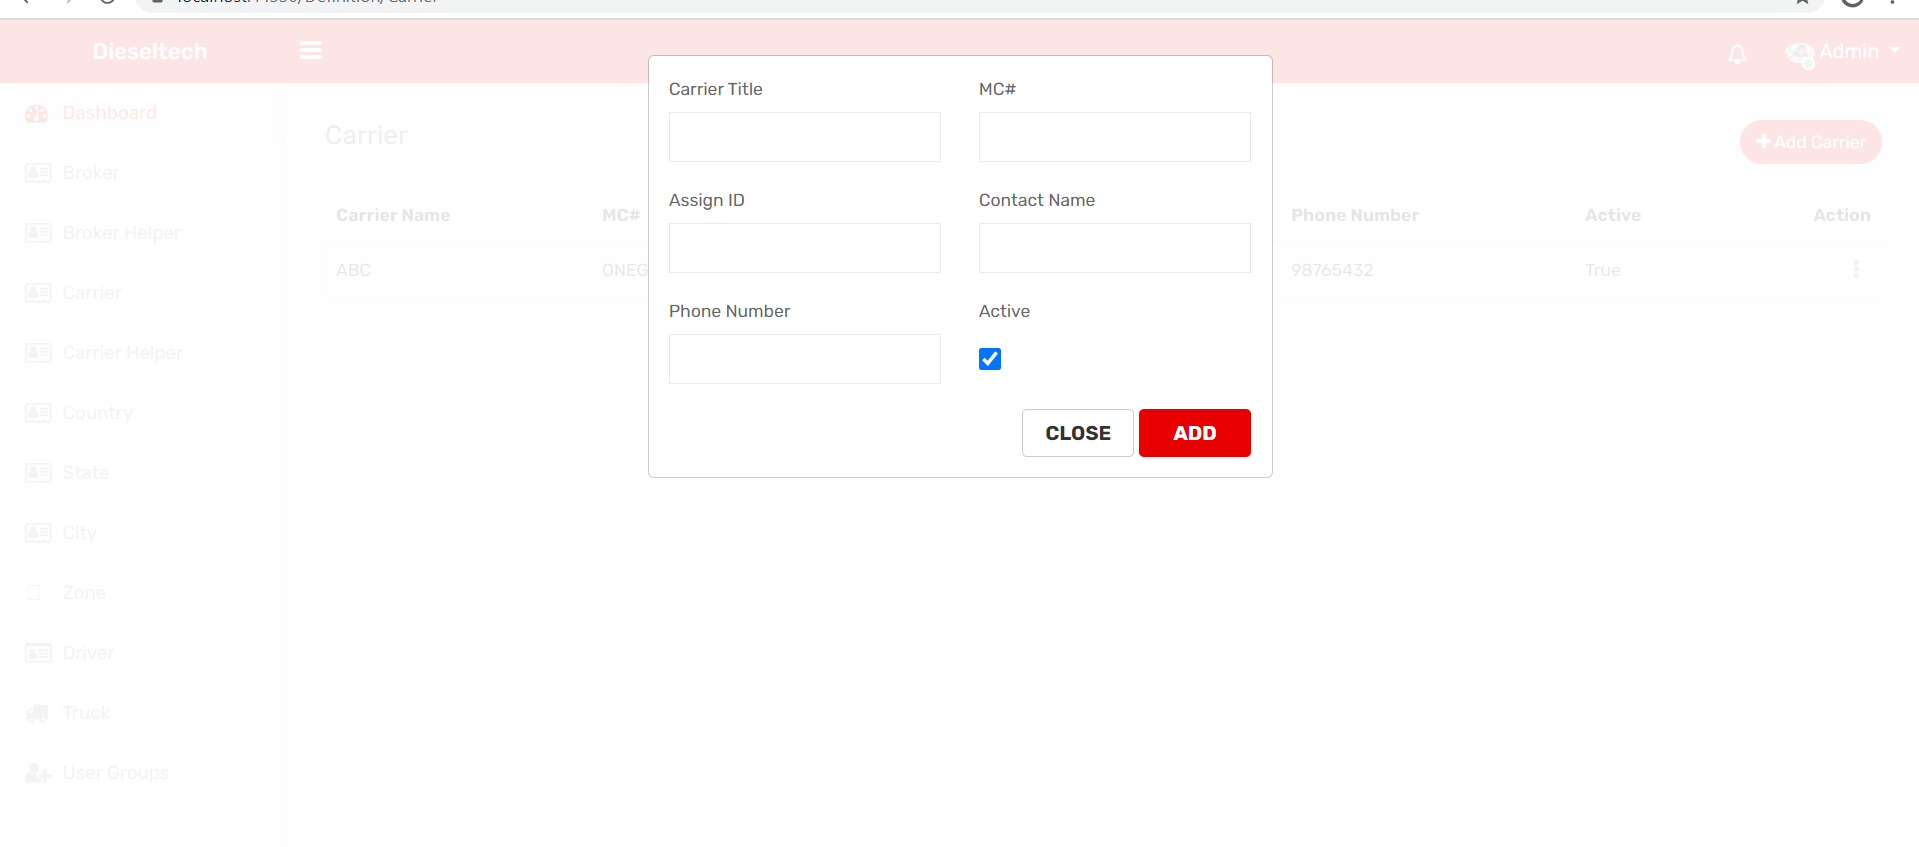 Dieseltech
Admin
Dashboard
Broker
Broker Helper
Carrier
Carrier Helper
Country
State
City
Zone
Driver
Truck
User Groups
Carrier
Add Carrier
Carrier Name MC# Phone Number Active Action
ABC ONEG 98765432 True
Carrier Title MC#
Assign ID Contact Name
Phone Number Active
CLOSE ADD